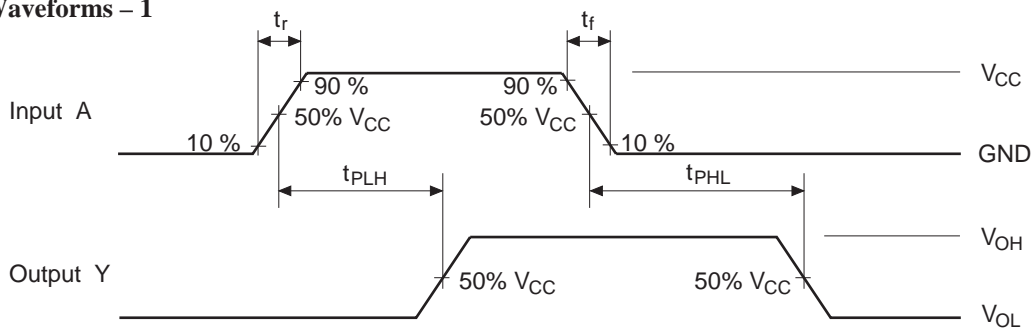 Waveforms – 1
tr tf
90 % 90 % VCC
Input A 50% VCC 50% VCC
10 % 10 % GND
tPLH tPHL
VOH
Output Y 50% VCC 50% VCC
VOL